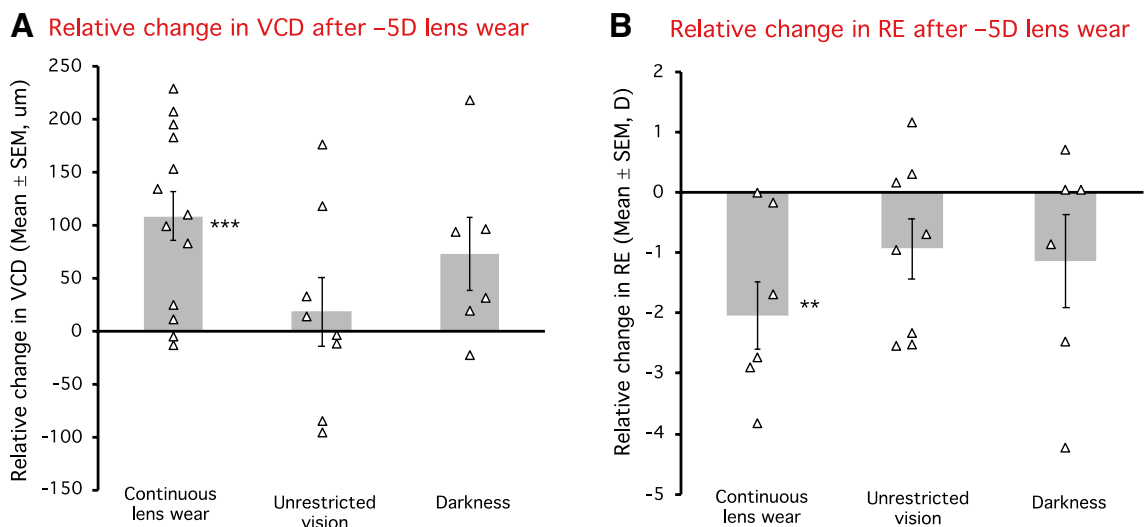 A Relative change in VCD after −5D lens wear
Relative change in VCD (Mean ± SEM, um)
250
200
150
100
50
0
-50
-100
-150
***
Continuous
lens wear
Unrestricted
vision
Darkness
B Relative change in RE after −5D lens wear
Relative change in RE (Mean ± SEM, D)
2
1
0
-1
-2
-3
-4
-5
**
Continuous
lens wear
Unrestricted
vision
Darkness